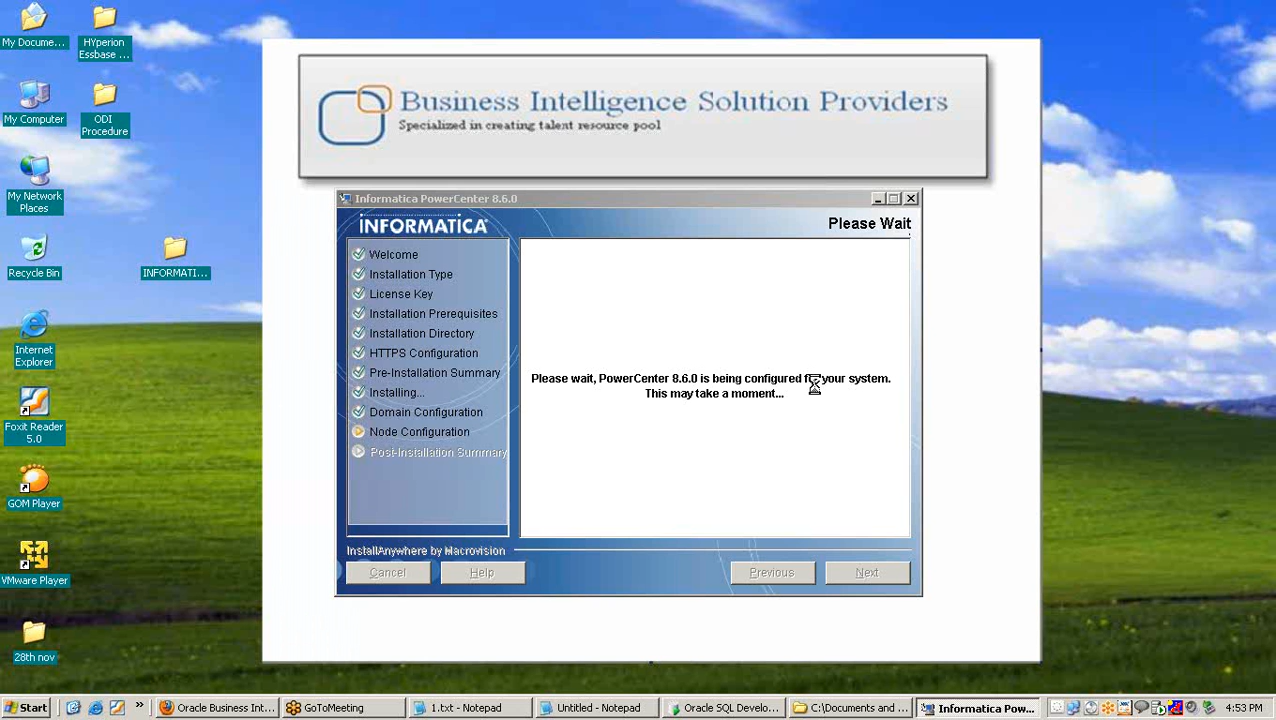 My Docume...
HYperion
Essbase ...
My Computer
ODI
Procedure
My Network
Places
Recycle Bin
INFORMATI...
Internet
Explorer
Foxit Reader
5.0
GOM Player
VMware Player
28th nov
Business Intelligence Solution Providers
Specialized in creating talent resource pool
Informatica PowerCenter 8.6.0
INFORMATICA
Please Wait
Welcome
Installation Type
License Key
Installation Prerequisites
Installation Directory
HTTPS Configuration
Pre-Installation Summary
Installing...
Domain Configuration
Node Configuration
Post-Installation Summary
Please wait, PowerCenter 8.6.0 is being configured for your system.
This may take a moment...
InstallAnywhere by Macrovision
Cancel
Help
Previous
Next
Start
Oracle Business Int...
GoToMeeting
1.txt - Notepad
Untitled - Notepad
Oracle SQL Develo...
C:\Documents and ...
Informatica Pow...
4:53 PM